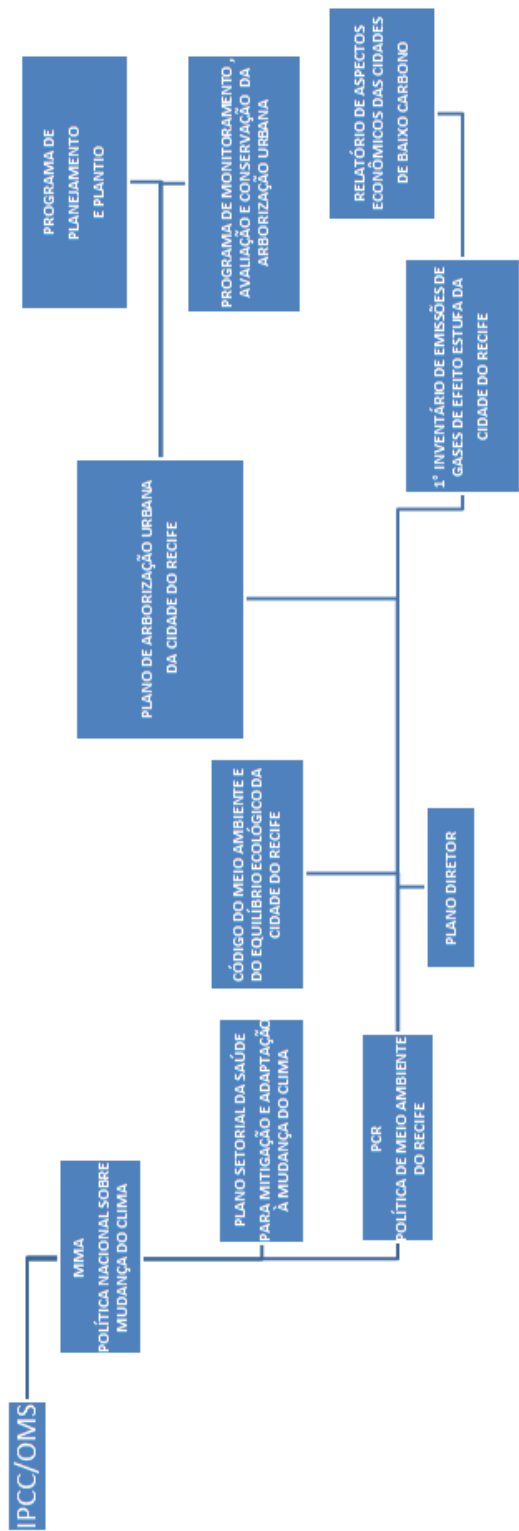 IPCC/OMS
MMA
POLÍTICA NACIONAL SOBRE
MUDANÇA DO CLIMA
PLANO SETORIAL DA SAÚDE
PARA MITIGAÇÃO E ADAPTAÇÃO
À MUDANÇA DO CLIMA
PCR
POLÍTICA DE MEIO AMBIENTE
DO RECIFE
CÓDIGO DO MEIO AMBIENTE E
DO EQUILÍBRIO ECOLÓGICO DA
CIDADE DO RECIFE
PLANO DIRETOR
PLANO DE ARBORIZAÇÃO URBANA
DA CIDADE DO RECIFE
1° INVENTÁRIO DE EMISSÕES DE
GASES DE EFEITO ESTUFA DA
CIDADE DO RECIFE
PROGRAMA DE
PLANEJAMENTO
E PLANTIO
PROGRAMA DE MONITORAMENTO ,
AVALIAÇÃO E CONSERVAÇÃO DA
ARBORIZAÇÃO URBANA
RELATÓRIO DE ASPECTOS
ECONÔMICOS DAS CIDADES
DE BAIXO CARBONO